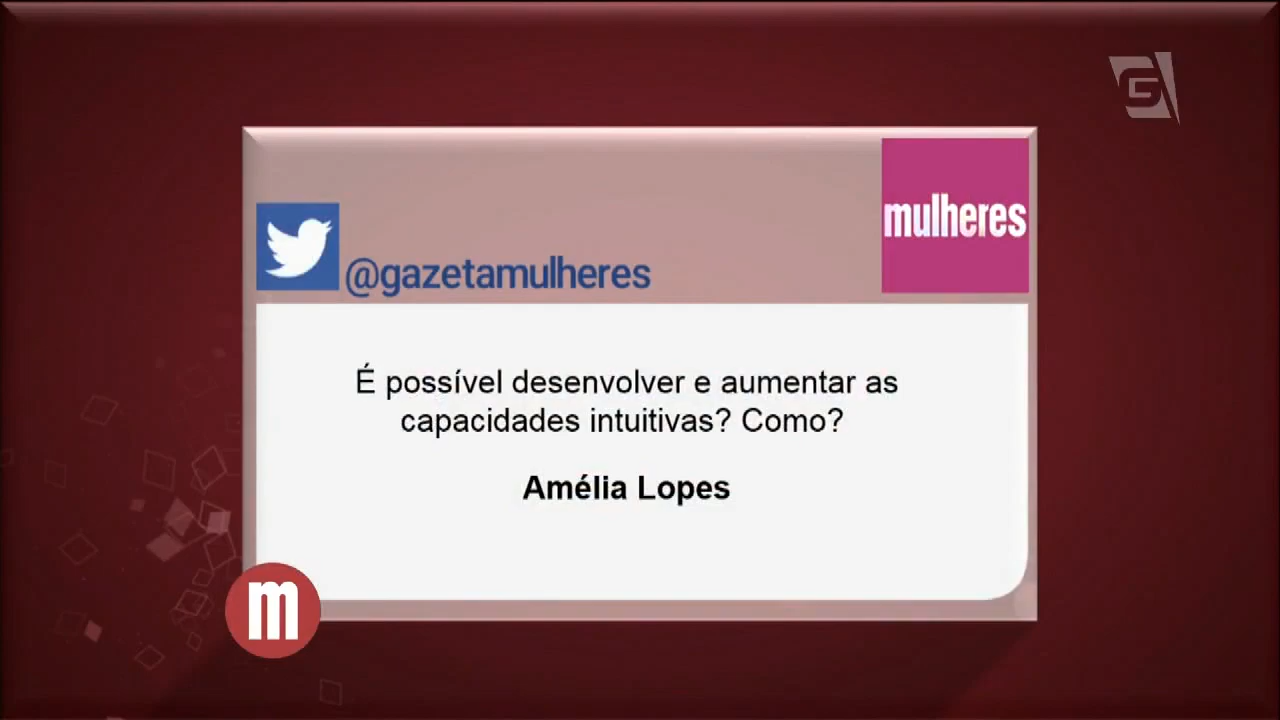 G
mulheres
@gazetamulheres
É possível desenvolver e aumentar as
capacidades intuitivas? Como?
Amélia Lopes
m